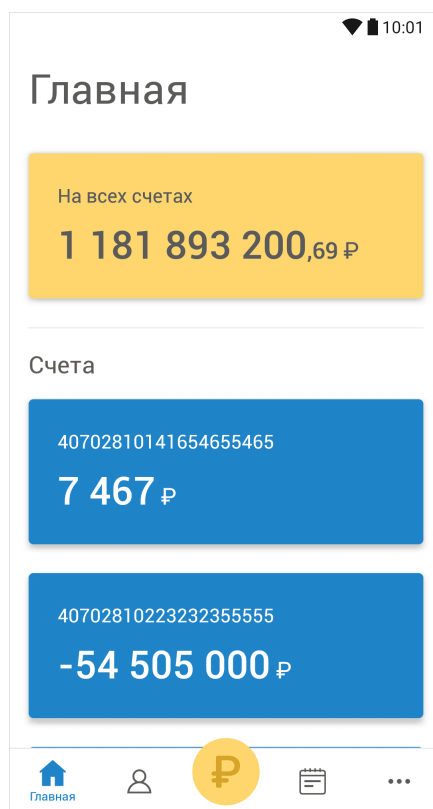 10:01
Главная
На всех счетах
1 181 893 200,69 ₽
Счета
40702810141654655465
7 467 ₽
40702810223232355555
-54 505 000 ₽
₽
Главная